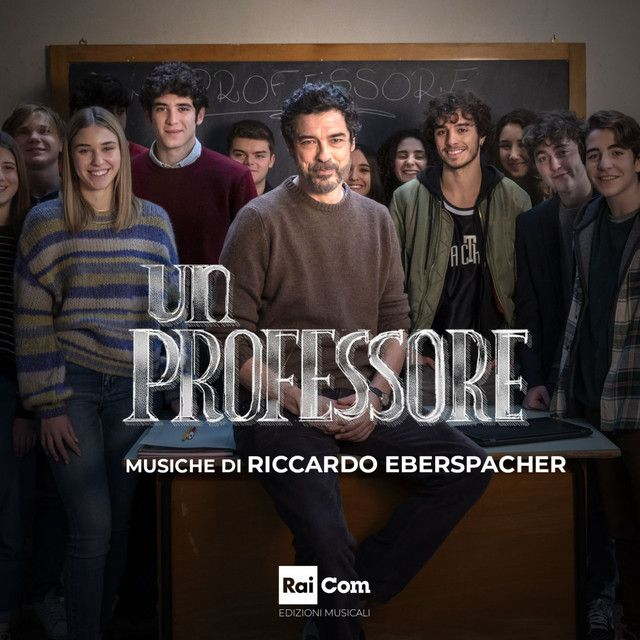 PROFESSORE
UN
PROFESSORE
MUSICHE DI RICCARDO EBERSPACHER
Rai Com
EDIZIONI MUSICALI